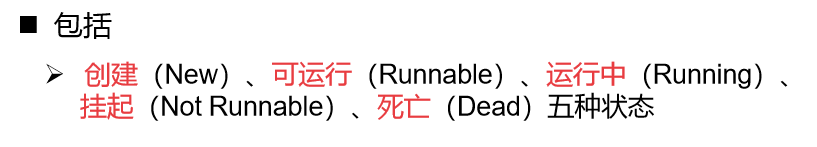 ■ 包括
➢ 创建（New）、可运行（Runnable）、运行中（Running）、
挂起（Not Runnable）、死亡（Dead）五种状态